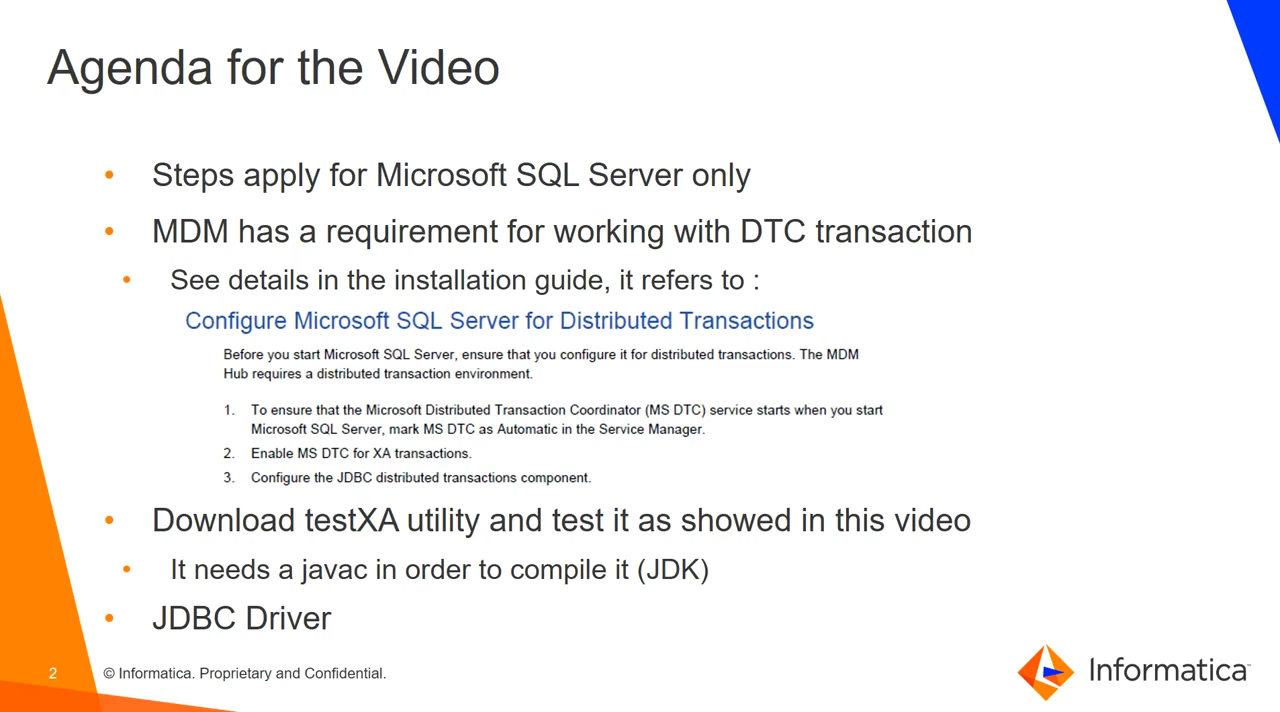 Agenda for the Video
• Steps apply for Microsoft SQL Server only
• MDM has a requirement for working with DTC transaction
• See details in the installation guide, it refers to :
Configure Microsoft SQL Server for Distributed Transactions
Before you start Microsoft SQL Server, ensure that you configure it for distributed transactions. The MDM
Hub requires a distributed transaction environment.
1. To ensure that the Microsoft Distributed Transaction Coordinator (MS DTC) service starts when you start
Microsoft SQL Server, mark MS DTC as Automatic in the Service Manager.
2. Enable MS DTC for XA transactions.
3. Configure the JDBC distributed transactions component.
• Download testXA utility and test it as showed in this video
• It needs a javac in order to compile it (JDK)
• JDBC Driver
2 © Informatica. Proprietary and Confidential.
Informatica